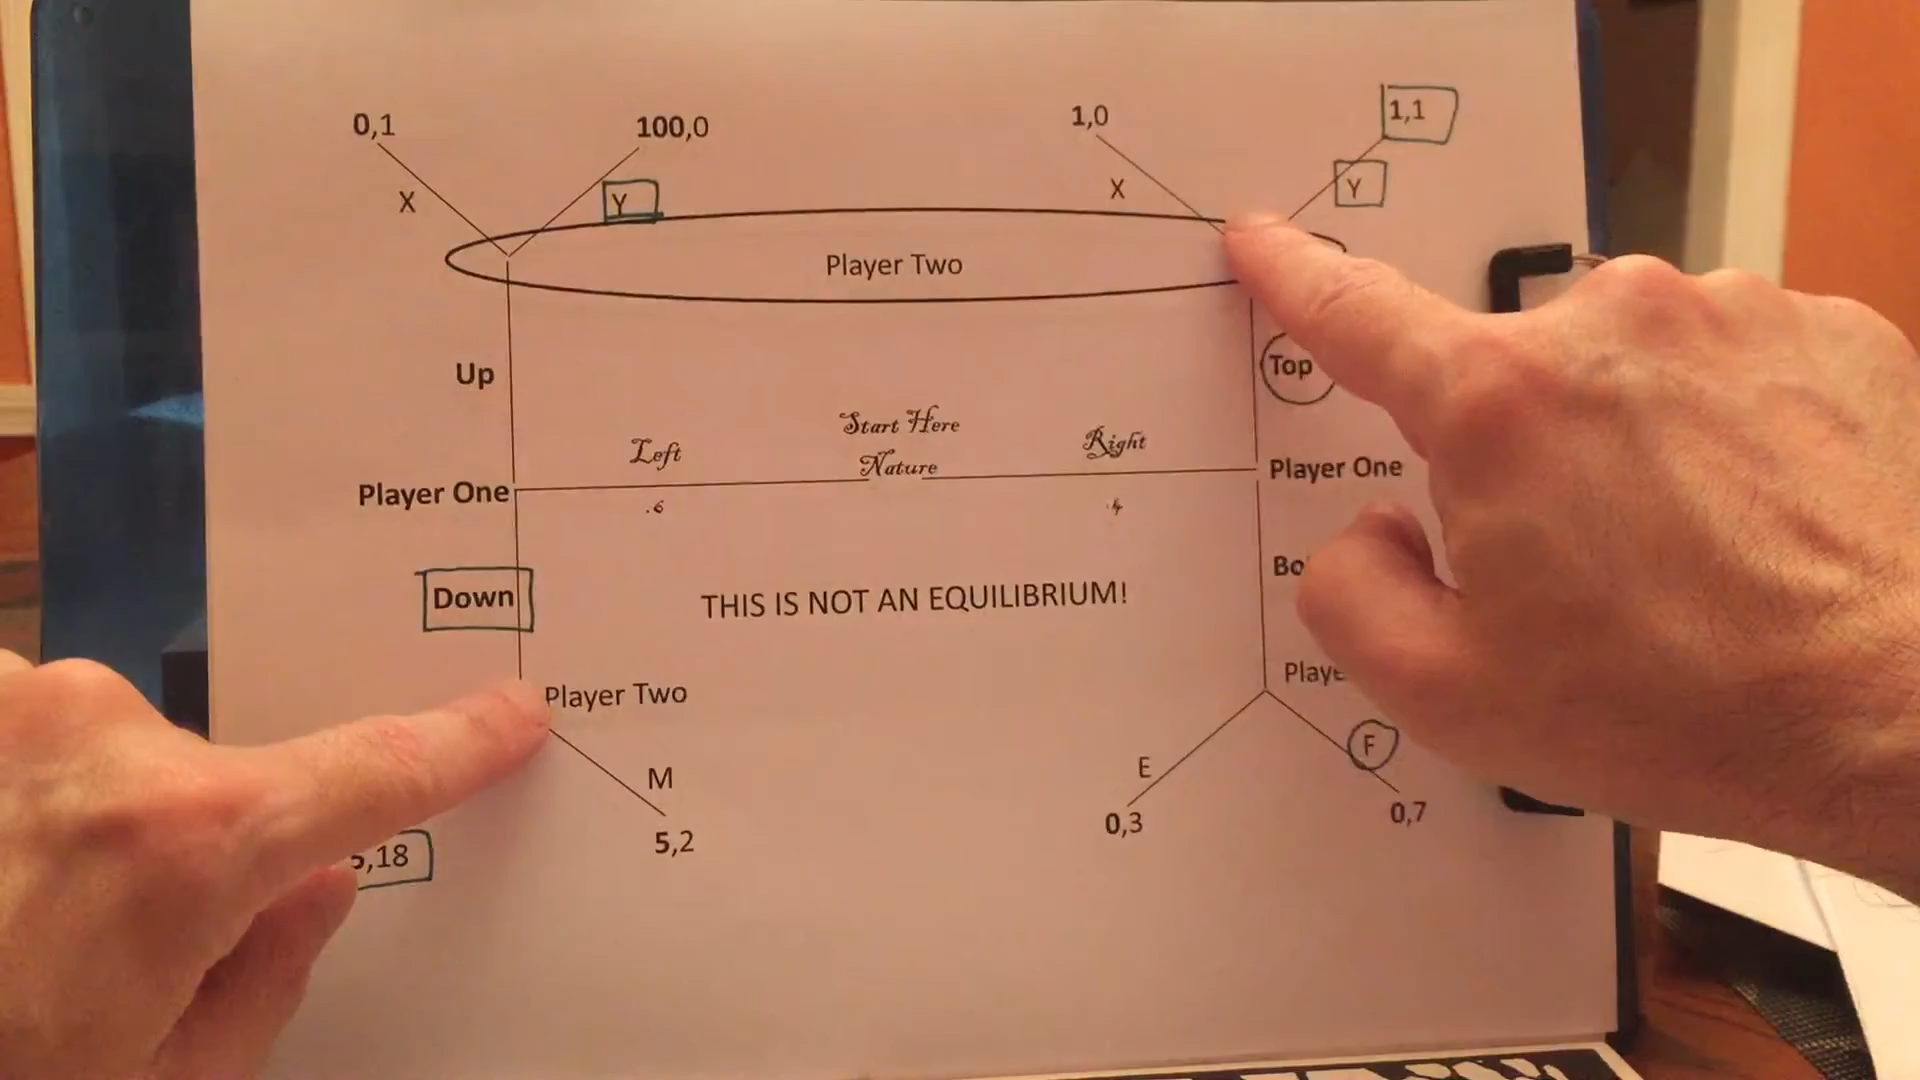 0,1
100,0
1,0
1,1
X
Y
X
Y
Player Two
Up
Top
Start Here
Left
Nature
Right
Player One
.6
.4
Player One
Down
THIS IS NOT AN EQUILIBRIUM!
Player Two
M
E
F
5,2
0,3
0,7
5,18